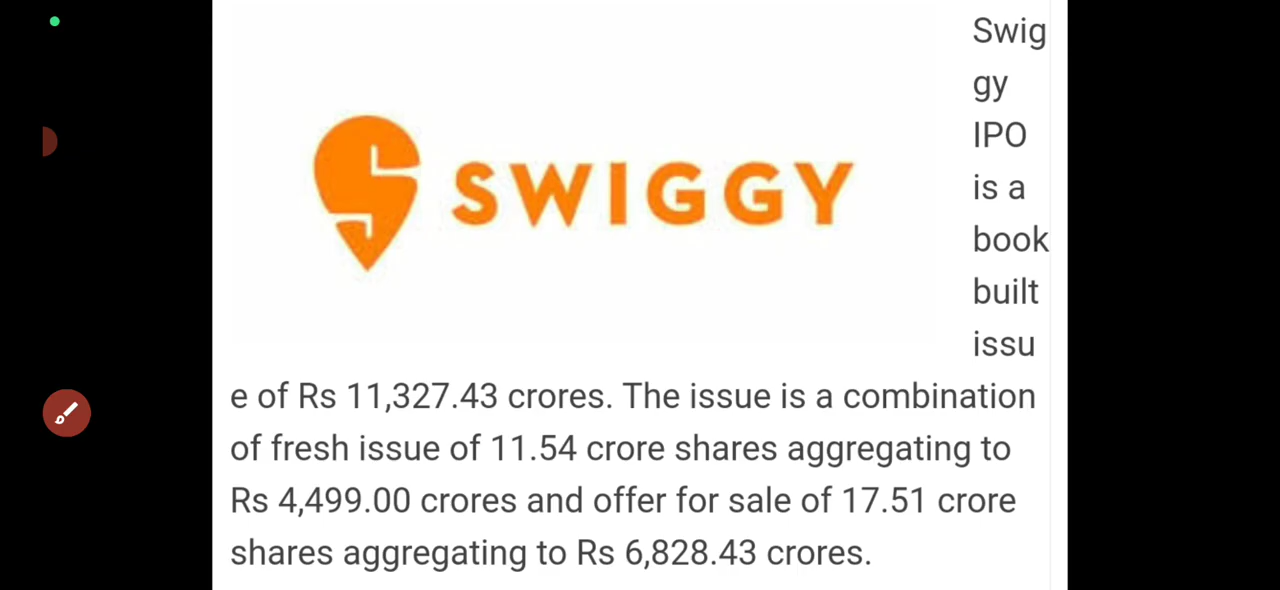 SWIGGY
Swig
gy
IPO
is a
book
built
issu
e of Rs 11,327.43 crores. The issue is a combination
of fresh issue of 11.54 crore shares aggregating to
Rs 4,499.00 crores and offer for sale of 17.51 crore
shares aggregating to Rs 6,828.43 crores.